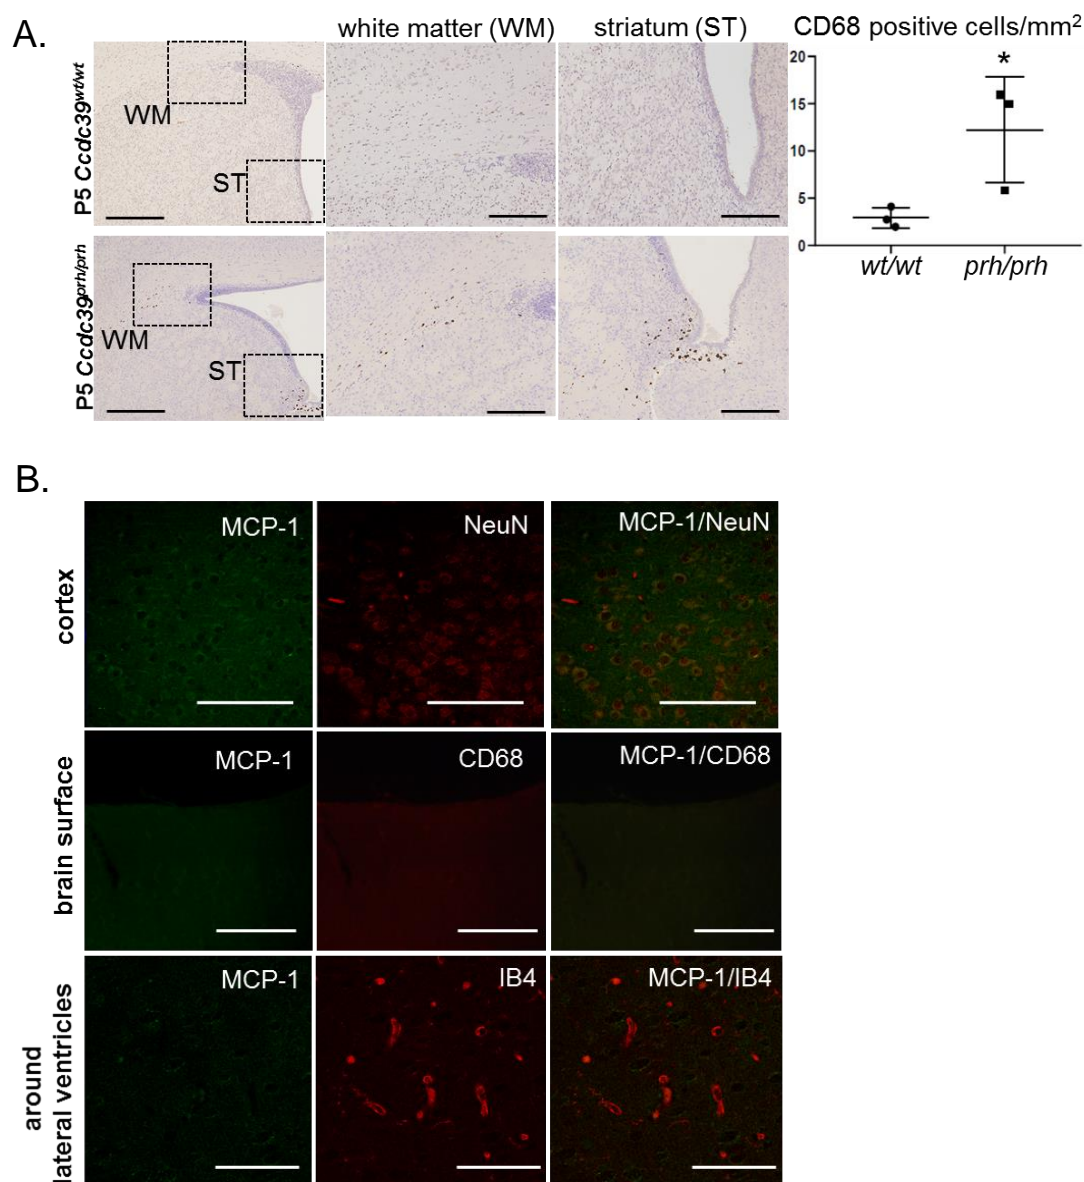 A.
white matter (WM)
striatum (ST)
CD68 positive cells/mm2
P5 Ccdc39wt/wt
WM
ST
P5 Ccdc39prh/prh
WM
ST
20
15
10
5
0
*
wt/wt
prh/prh
B.
cortex
MCP-1
NeuN
MCP-1/NeuN
brain surface
MCP-1
CD68
MCP-1/CD68
around
lateral ventricles
MCP-1
IB4
MCP-1/IB4